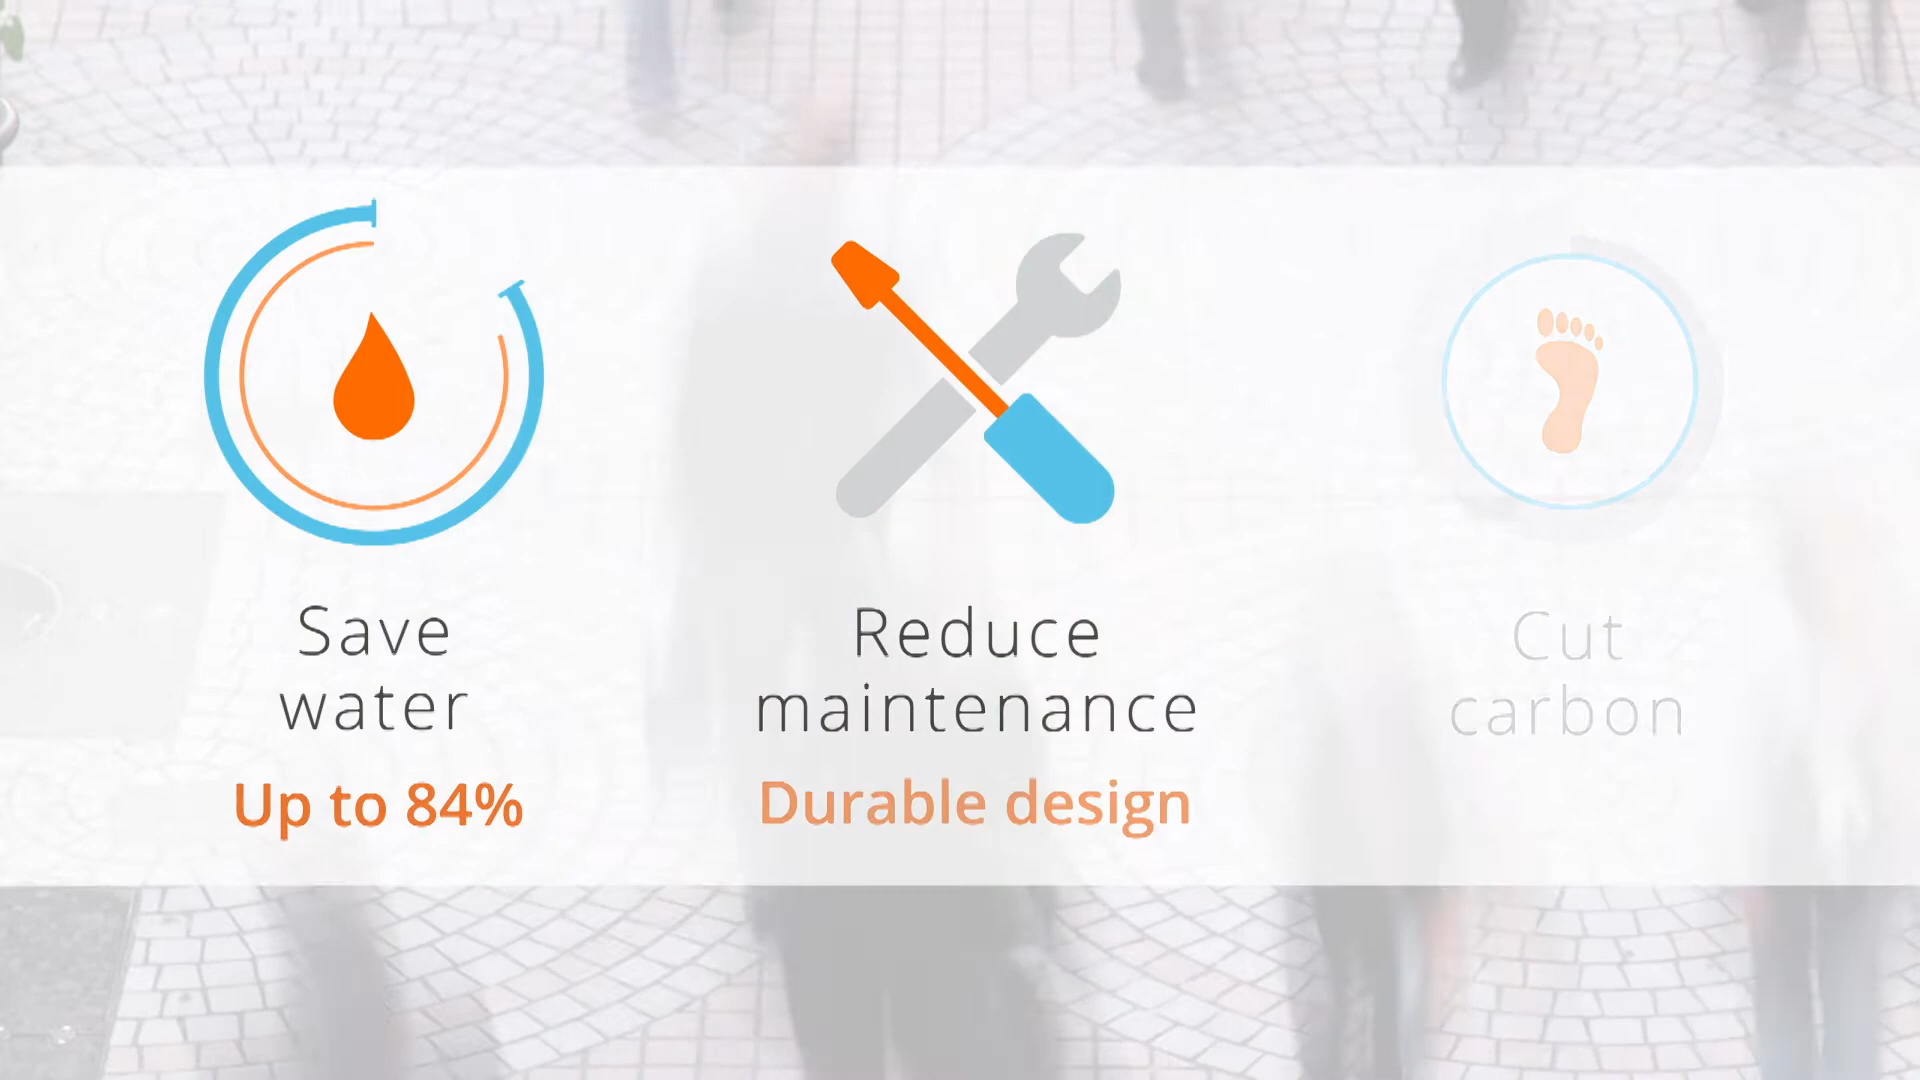 Save
water
Up to 84%
Reduce
maintenance
Durable design
Cut
carbon